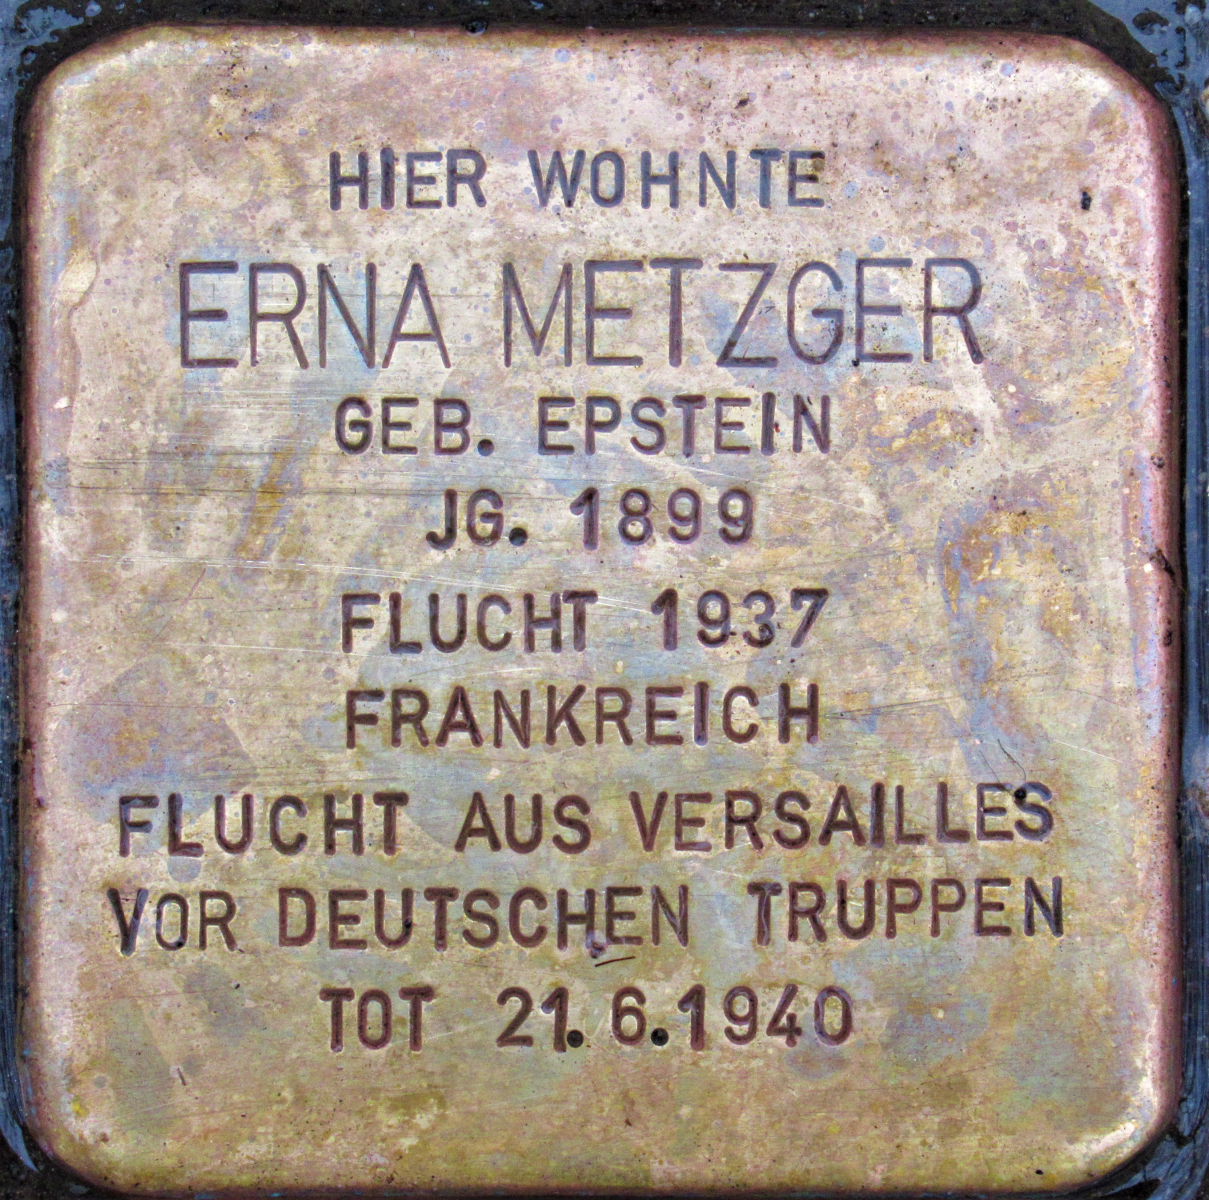 HIER WOHNTE
ERNA METZGER
GEB. EPSTEIN
JG. 1899
FLUCHT 1937
FRANKREICH
FLUCHT AUS VERSAILLES
VOR DEUTSCHEN TRUPPEN
TOT 21.6.1940